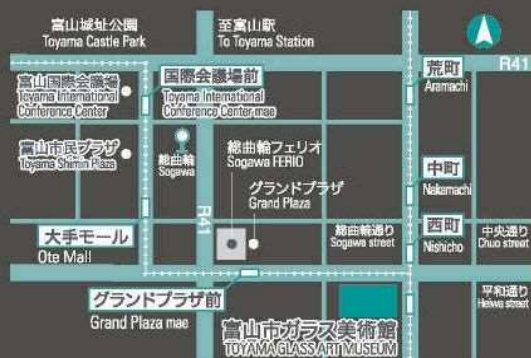 富山城址公園
Toyama Castle Park
至富山駅
To Toyama Station
R41
荒町
Aramachi
国際会議場前
Toyama International
Conference Center mae
富山国際会議場
Toyama International
Conference Center
富山市民プラザ
Toyama Shimin Plaza
総曲輪
Sogawa
総曲輪フェリオ
Sogawa FERIO
グランドプラザ
Grand Plaza
中町
Nakamachi
R41
総曲輪通り
Sogawa street
西町
Nishicho
中央通り
Chuo street
大手モール
Ote Mall
グランドプラザ前
Grand Plaza mae
平和通り
Heiwa street
富山市ガラス美術館
TOYAMA GLASS ART MUSEUM